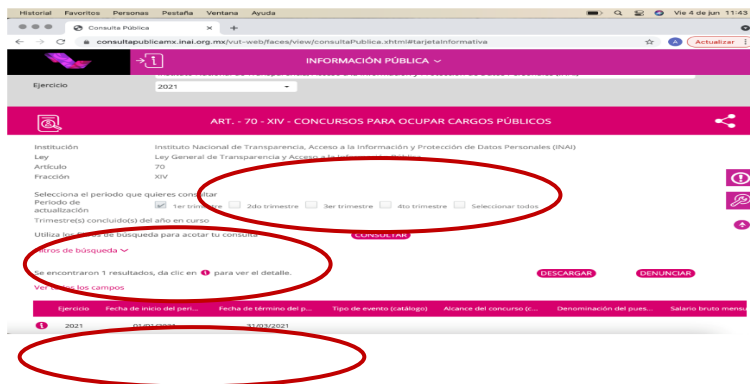 Historial Favoritos Personas Pestaña Ventana Ayuda Vie 4 de jun 11:43
Consulta Pública
consultapublicamx.inai.org.mx/vut-web/faces/view/consultaPublica.xhtml#tarjetaInformativa A Actualizar
INFORMACIÓN PÚBLICA
Ejercicio 2021
ART. - 70 - XIV - CONCURSOS PARA OCUPAR CARGOS PÚBLICOS
Institución Instituto Nacional de Transparencia, Acceso a la Información y Protección de Datos Personales (INAI)
Ley Ley General de Transparencia y Acceso a la Información Pública
Artículo 70
Fracción XIV
Selecciona el periodo que quieres consultar
Periodo de actualización 1er trimestre 2do trimestre 3er trimestre 4to trimestre Seleccionar todos
Trimestre(s) concluido(s) del año en curso
Utiliza los filtros de búsqueda para acotar tu consulta CONSULTAR
Filtros de búsqueda
Se encontraron 1 resultados, da clic en i para ver el detalle. DESCARGAR DENUNCIAR
Ver todos los campos
Ejercicio Fecha de inicio del peri... Fecha de término del p... Tipo de evento (catálogo) Alcance del concurso (c... Denominación del pues... Salario bruto mensu
i 2021 01/01/2021 31/03/2021